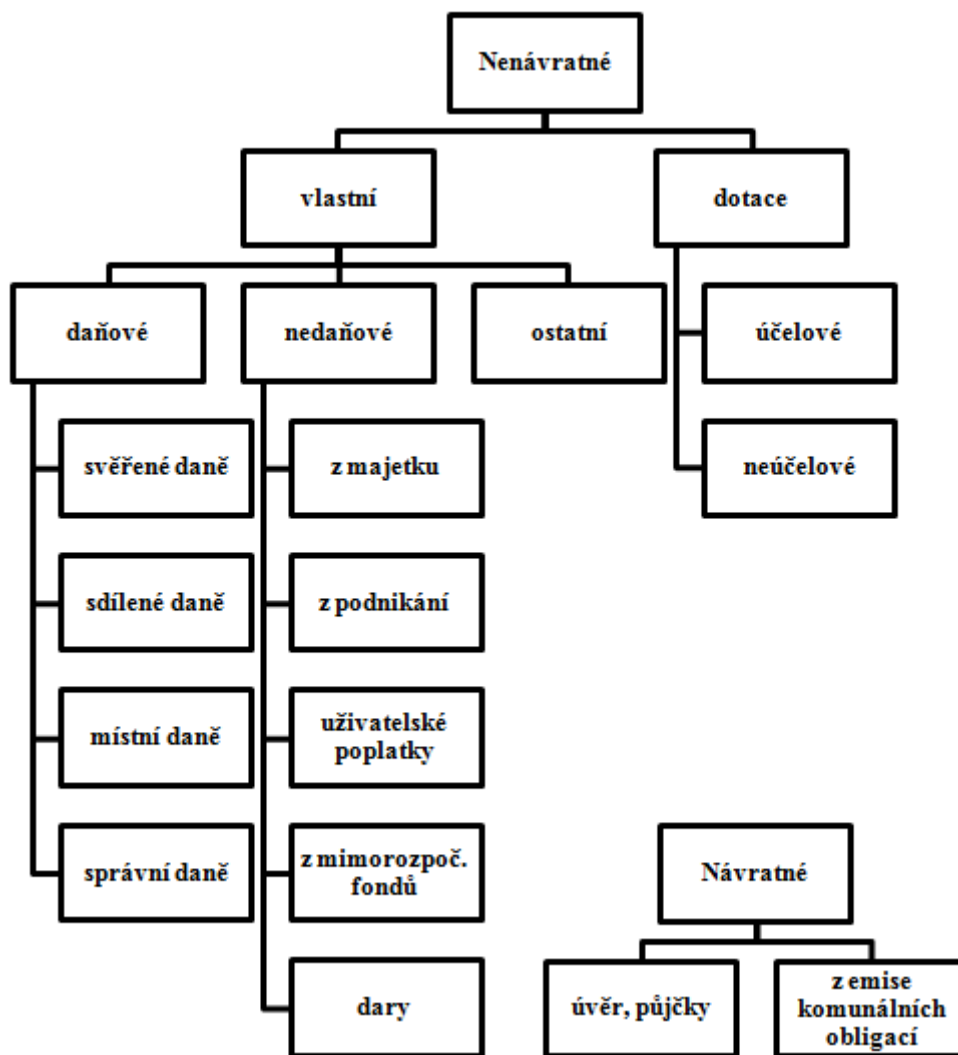 Nenávratné
vlastní
dotace
daňové
nedaňové
ostatní
účelové
neúčelové
svěřené daně
sdílené daně
místní daně
správní daně
z majetku
z podnikání
uživatelské
poplatky
z mimorozpoč.
fondů
dary
Návratné
úvěr, půjčky
z emise
komunálních
obligací